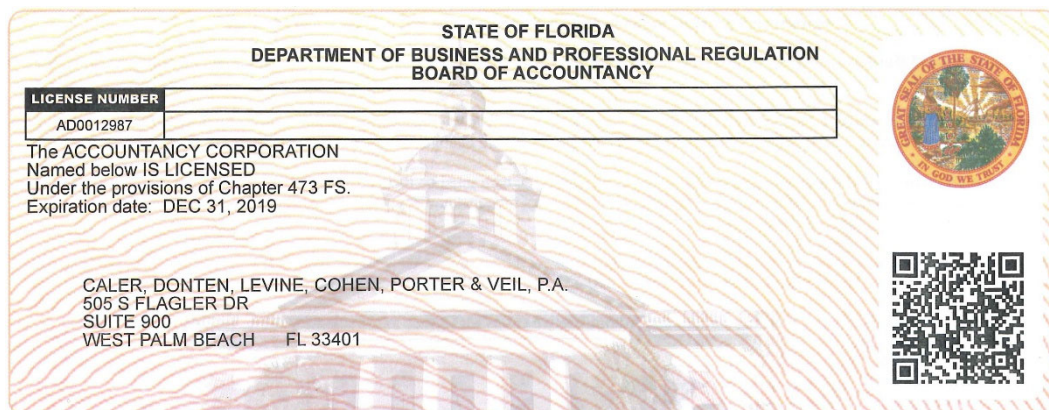 STATE OF FLORIDA
DEPARTMENT OF BUSINESS AND PROFESSIONAL REGULATION
BOARD OF ACCOUNTANCY
LICENSE NUMBER
AD0012987
The ACCOUNTANCY CORPORATION
Named below IS LICENSED
Under the provisions of Chapter 473 FS.
Expiration date: DEC 31, 2019
CALER, DONTEN, LEVINE, COHEN, PORTER & VEIL, P.A.
505 S FLAGLER DR
SUITE 900
WEST PALM BEACH FL 33401
GREAT SEAL OF THE STATE OF FLORIDA
IN GOD WE TRUST